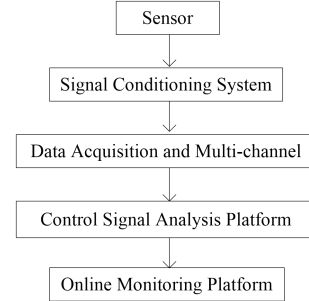 Sensor
Signal Conditioning System
Data Acquisition and Multi-channel
Control Signal Analysis Platform
Online Monitoring Platform